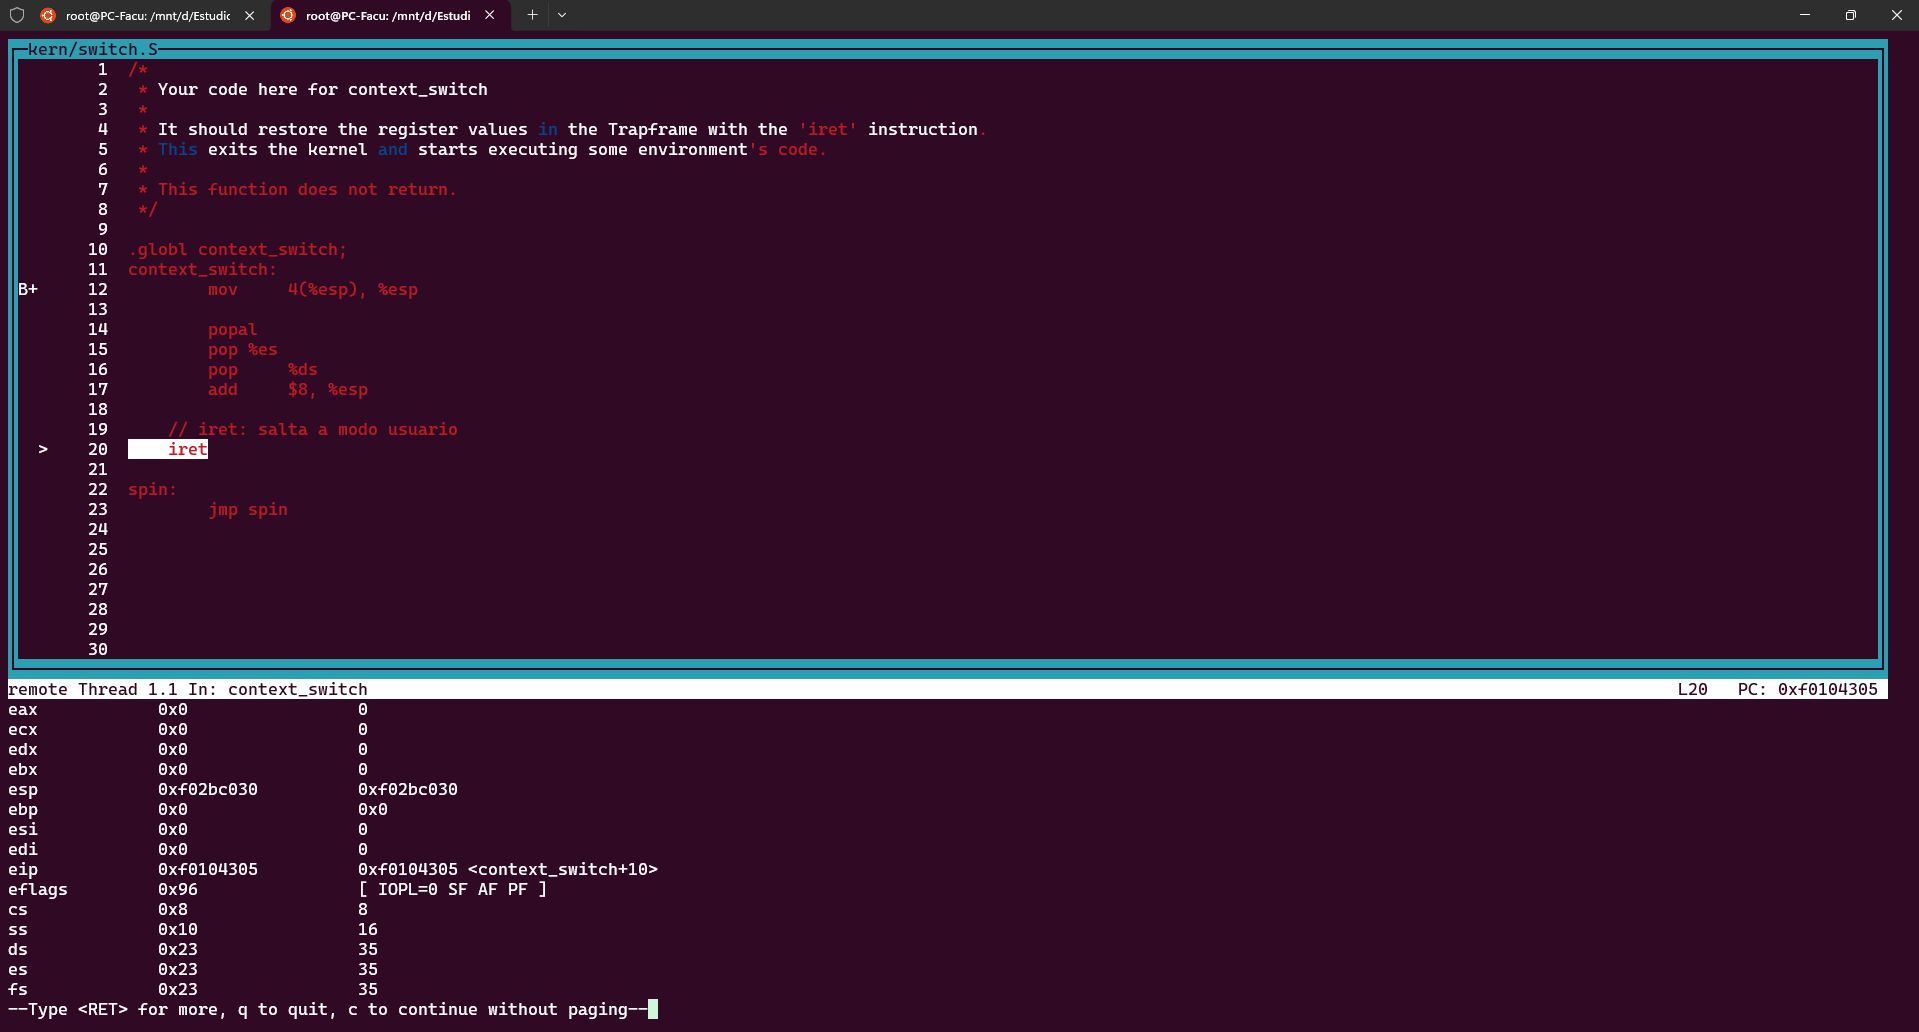 root@PC-Facu: /mnt/d/Estudic
root@PC-Facu: /mnt/d/Estudi
kern/switch.S
1 /*
2  * Your code here for context_switch
3  *
4  * It should restore the register values in the Trapframe with the 'iret' instruction.
5  * This exits the kernel and starts executing some environment's code.
6  *
7  * This function does not return.
8  */
9
10 .globl context_switch;
11 context_switch:
B+ 12 mov 4(%esp), %esp
13
14 popal
15 pop %es
16 pop %ds
17 add $8, %esp
18
19 // iret: salta a modo usuario
> 20 iret
21
22 spin:
23 jmp spin
24
25
26
27
28
29
30
remote Thread 1.1 In: context_switch L20 PC: 0xf0104305
eax 0x0 0
ecx 0x0 0
edx 0x0 0
ebx 0x0 0
esp 0xf02bc030 0xf02bc030
ebp 0x0 0x0
esi 0x0 0
edi 0x0 0
eip 0xf0104305 0xf0104305 <context_switch+10>
eflags 0x96 [ IOPL=0 SF AF PF ]
cs 0x8 8
ss 0x10 16
ds 0x23 35
es 0x23 35
fs 0x23 35
--Type <RET> for more, q to quit, c to continue without paging--